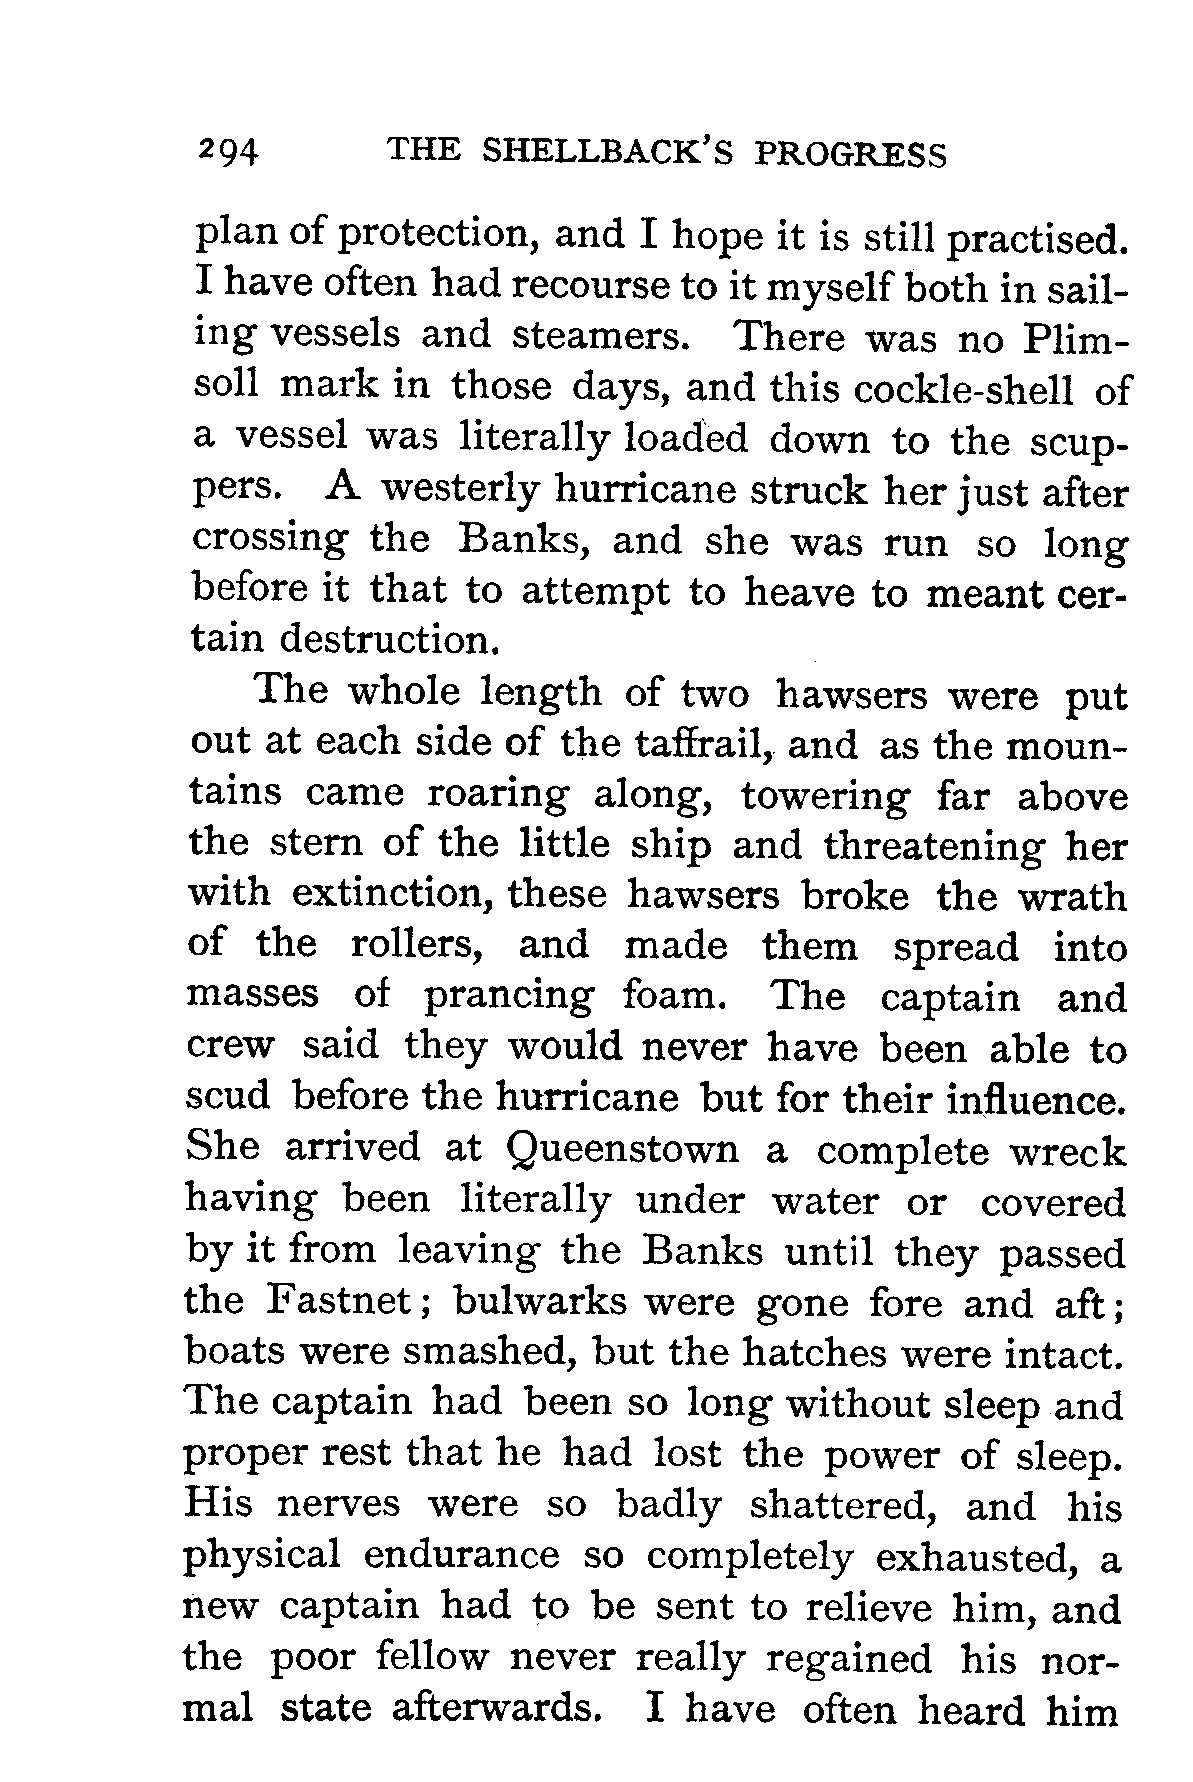 294 THE SHELLBACK'S PROGRESS
plan of protection, and I hope it is still practised.
I have often had recourse to it myself both in sail-
ing vessels and steamers. There was no Plim-
soll mark in those days, and this cockle-shell of
a vessel was literally loaded down to the scup-
pers. A westerly hurricane struck her just after
crossing the Banks, and she was run so long
before it that to attempt to heave to meant cer-
tain destruction.
The whole length of two hawsers were put
out at each side of the taffrail, and as the moun-
tains came roaring along, towering far above
the stern of the little ship and threatening her
with extinction, these hawsers broke the wrath
of the rollers, and made them spread into
masses of prancing foam. The captain and
crew said they would never have been able to
scud before the hurricane but for their influence.
She arrived at Queenstown a complete wreck
having been literally under water or covered
by it from leaving the Banks until they passed
the Fastnet; bulwarks were gone fore and aft;
boats were smashed, but the hatches were intact.
The captain had been so long without sleep and
proper rest that he had lost the power of sleep.
His nerves were so badly shattered, and his
physical endurance so completely exhausted, a
new captain had to be sent to relieve him, and
the poor fellow never really regained his nor-
mal state afterwards. I have often heard him